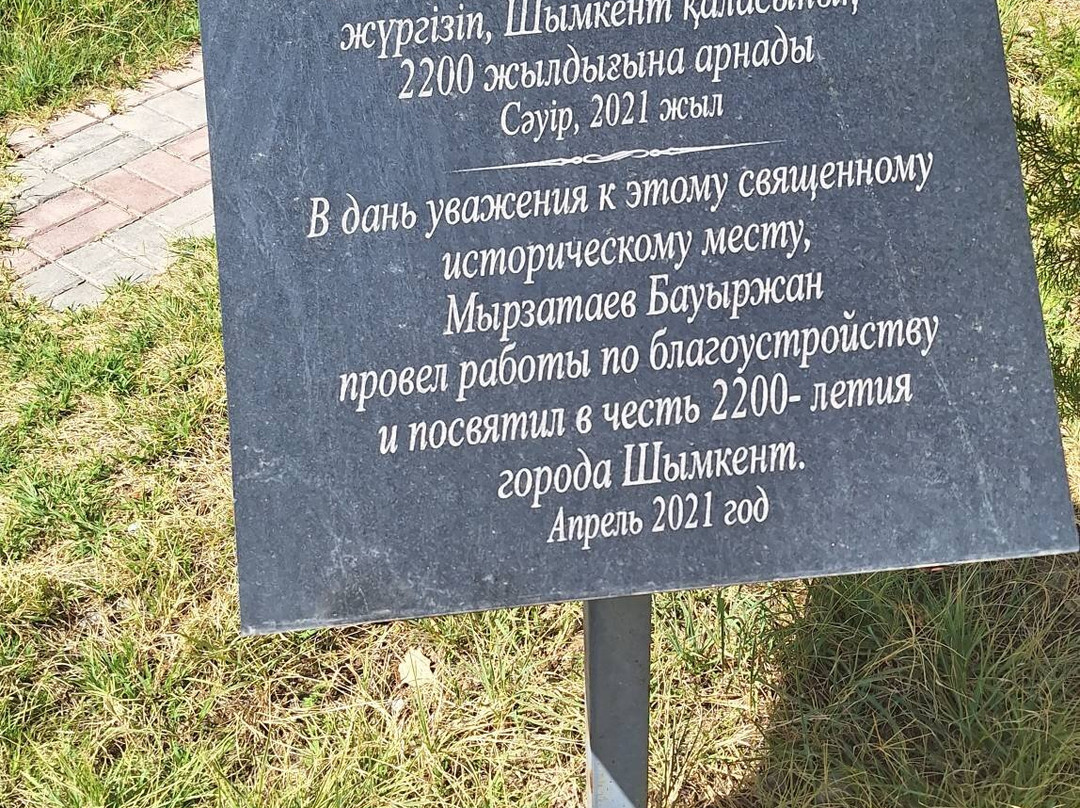 жүргізіп, Шымкент қаласының
2200 жылдығына арнады
Сәуір, 2021 жыл
В дань уважения к этому священному
историческому месту,
Мырзатаев Бауыржан
провел работы по благоустройству
и посвятил в честь 2200- летия
города Шымкент.
Апрель 2021 год